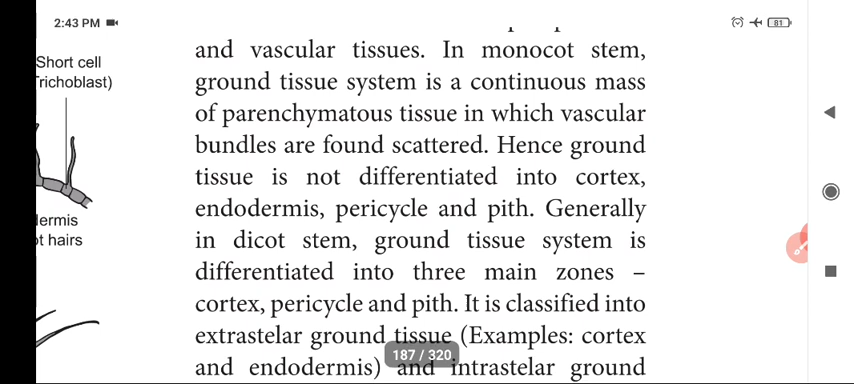 2:43 PM
81
Short cell
Trichoblast)
dermis
ot hairs
and vascular tissues. In monocot stem,
ground tissue system is a continuous mass
of parenchymatous tissue in which vascular
bundles are found scattered. Hence ground
tissue is not differentiated into cortex,
endodermis, pericycle and pith. Generally
in dicot stem, ground tissue system is
differentiated into three main zones –
cortex, pericycle and pith. It is classified into
extrastelar ground tissue (Examples: cortex
and endodermis) and intrastelar ground
187 / 320